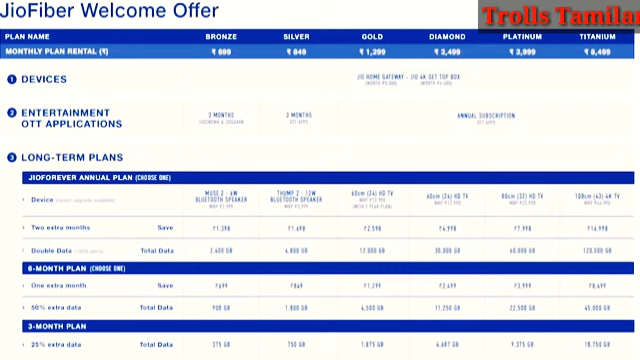 JioFiber Welcome Offer
Trolls Tamilan
PLAN NAME BRONZE SILVER GOLD DIAMOND PLATINUM TITANIUM
MONTHLY PLAN RENTAL (₹) ₹ 699 ₹ 849 ₹ 1,299 ₹ 2,499 ₹ 3,999 ₹ 8,499
1 DEVICES JIO HOME GATEWAY - JIO 4K SET TOP BOX
2 ENTERTAINMENT OTT APPLICATIONS 3 MONTHS 3 MONTHS ANNUAL SUBSCRIPTION
OTT APPS OTT APPS
3 LONG-TERM PLANS
JIOFOREVER ANNUAL PLAN (CHOOSE ONE)
Device MUSE 2 - 6W BLUETOOTH SPEAKER THUMP 2 - 12W BLUETOOTH SPEAKER 60cm (24) HD TV 60cm (24) HD TV 80cm (32) HD TV 108cm (43) 4K TV
Two extra months Save ₹1,398 ₹1,698 ₹2,598 ₹4,998 ₹7,998 ₹16,998
Double Data Total Data 2,400 GB 4,800 GB 12,000 GB 30,000 GB 60,000 GB 120,000 GB
6-MONTH PLAN (CHOOSE ONE)
One extra month Save ₹699 ₹849 ₹1,299 ₹2,499 ₹3,999 ₹8,499
50% extra data Total Data 900 GB 1,800 GB 4,500 GB 11,250 GB 22,500 GB 45,000 GB
3-MONTH PLAN
25% extra data Total Data 375 GB 750 GB 1,875 GB 4,687 GB 9,375 GB 18,750 GB